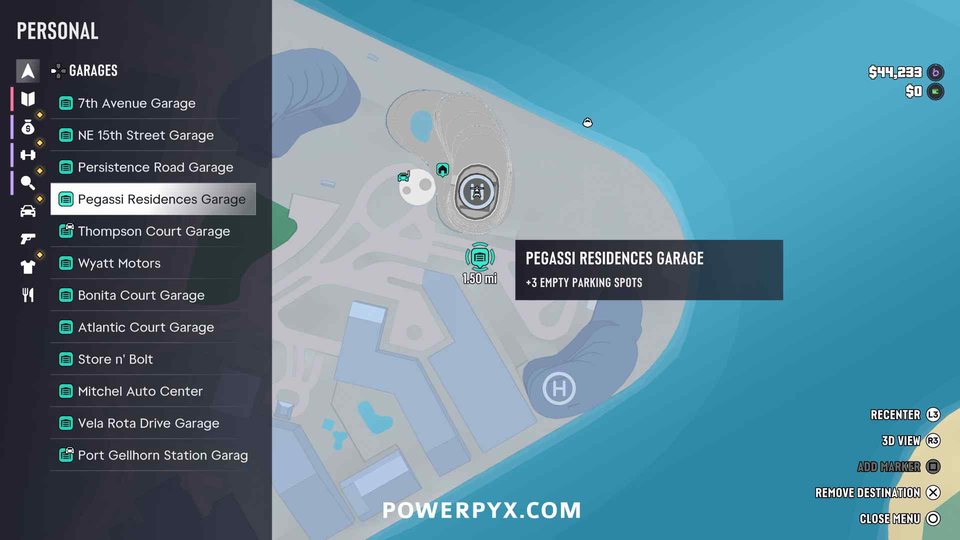 PERSONAL
GARAGES
7th Avenue Garage
NE 15th Street Garage
Persistence Road Garage
Pegassi Residences Garage
Thompson Court Garage
Wyatt Motors
Bonita Court Garage
Atlantic Court Garage
Store n' Bolt
Mitchel Auto Center
Vela Rota Drive Garage
Port Gellhorn Station Garag
$44,233
$0
1.50 mi
PEGASSI RESIDENCES GARAGE
+3 EMPTY PARKING SPOTS
H
RECENTER L3
3D VIEW R3
ADD MARKER
REMOVE DESTINATION
CLOSE MENU
POWERPYX.COM